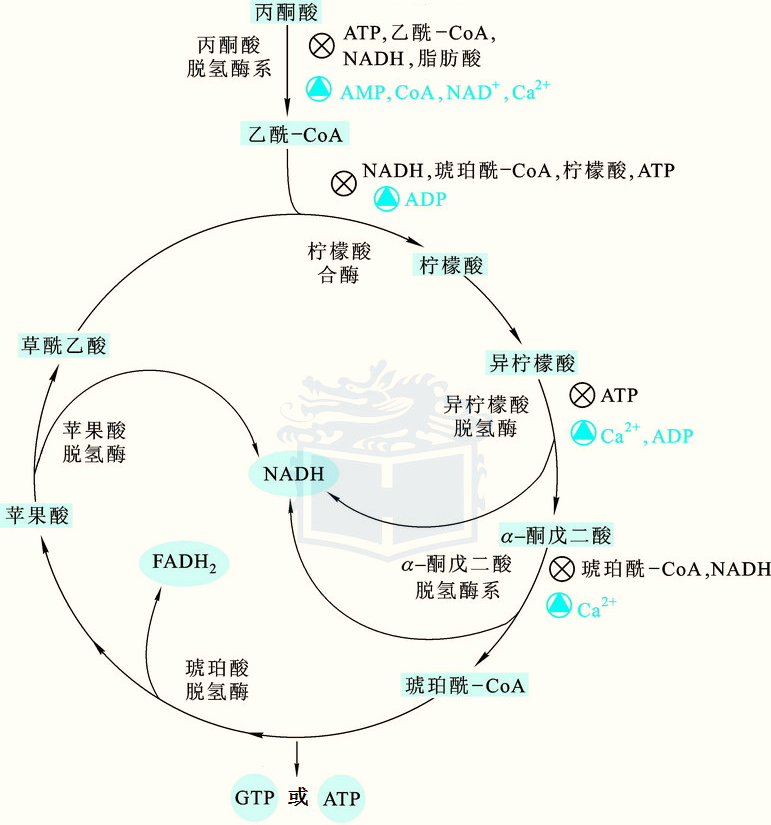 丙酮酸
丙酮酸
脱氢酶系
ATP,乙酰-CoA,
NADH,脂肪酸
AMP,CoA,NAD⁺,Ca²⁺
乙酰-CoA
NADH,琥珀酰-CoA,柠檬酸,ATP
ADP
柠檬酸
合酶
柠檬酸
草酰乙酸
异柠檬酸
异柠檬酸
脱氢酶
ATP
Ca²⁺,ADP
苹果酸
脱氢酶
NADH
苹果酸
α-酮戊二酸
FADH₂
α-酮戊二酸
脱氢酶系
琥珀酰-CoA,NADH
Ca²⁺
琥珀酸
脱氢酶
琥珀酰-CoA
GTP 或 ATP